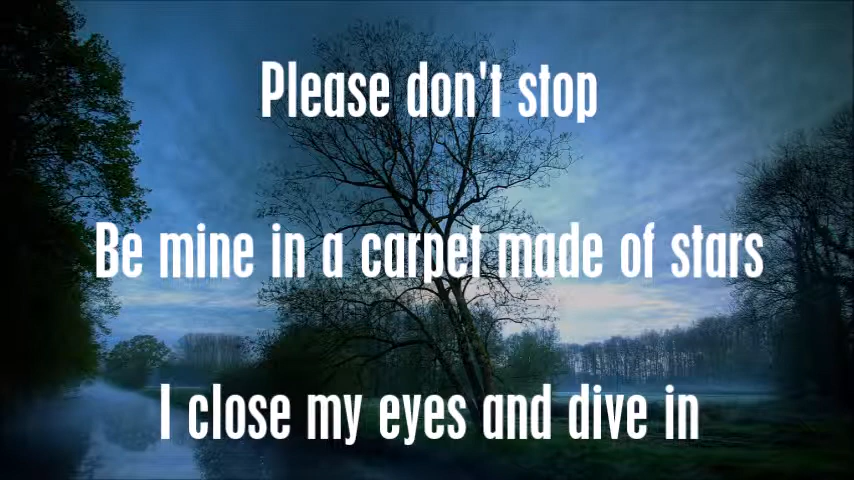 Please don't stop
Be mine in a carpet made of stars
I close my eyes and dive in